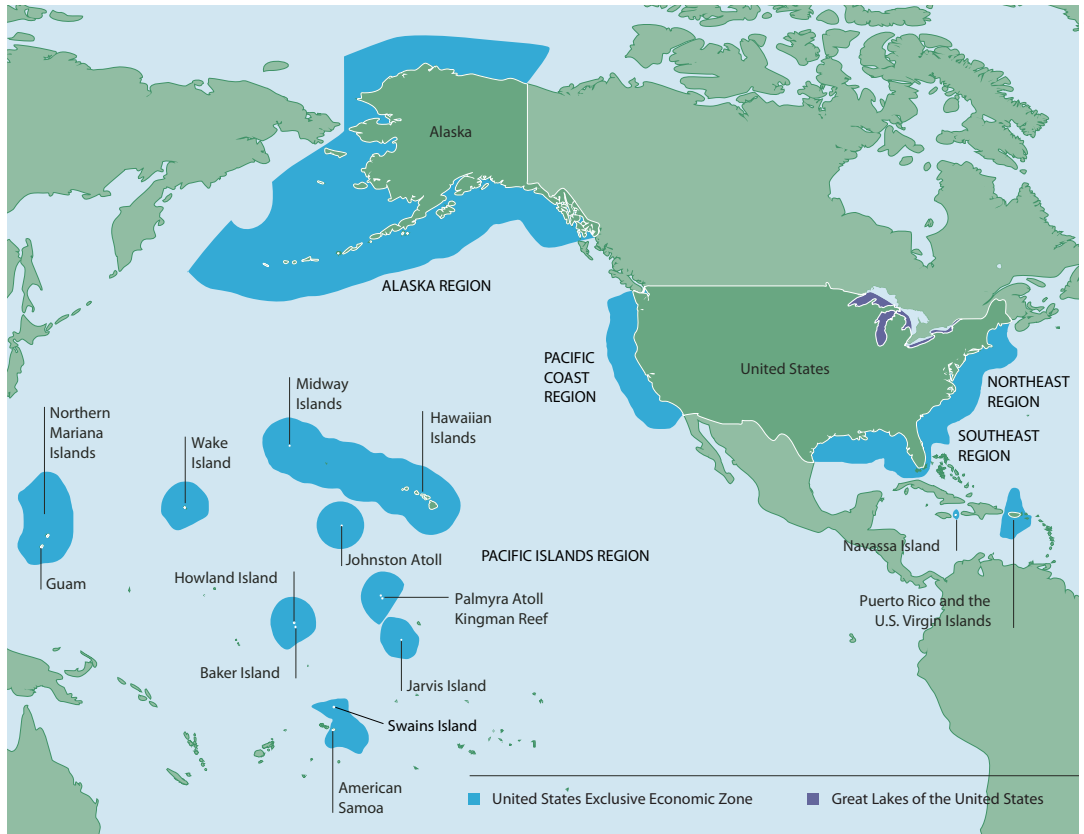 Alaska
ALASKA REGION
PACIFIC
COAST
REGION
United States
NORTHEAST
REGION
SOUTHEAST
REGION
Northern
Mariana
Islands
Wake
Island
Midway
Islands
Hawaiian
Islands
Guam
Johnston Atoll
PACIFIC ISLANDS REGION
Navassa Island
Howland Island
Palmyra Atoll
Kingman Reef
Puerto Rico and the
U.S. Virgin Islands
Baker Island
Jarvis Island
Swains Island
American
Samoa
United States Exclusive Economic Zone
Great Lakes of the United States